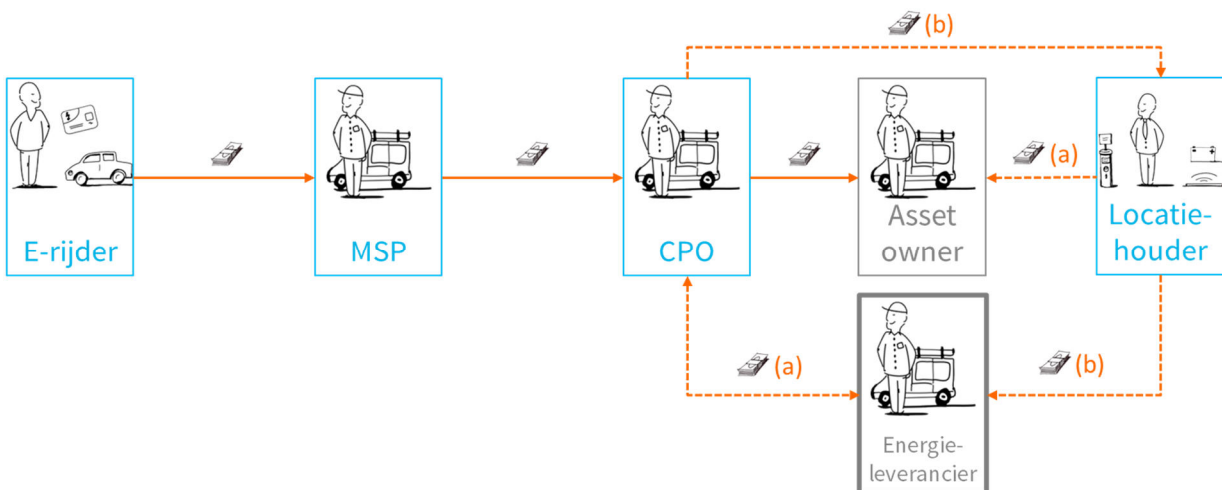 (b)
(a)
E-rijder
MSP
CPO
Asset
owner
Locatie-
houder
(a)
(b)
Energie-
leverancier